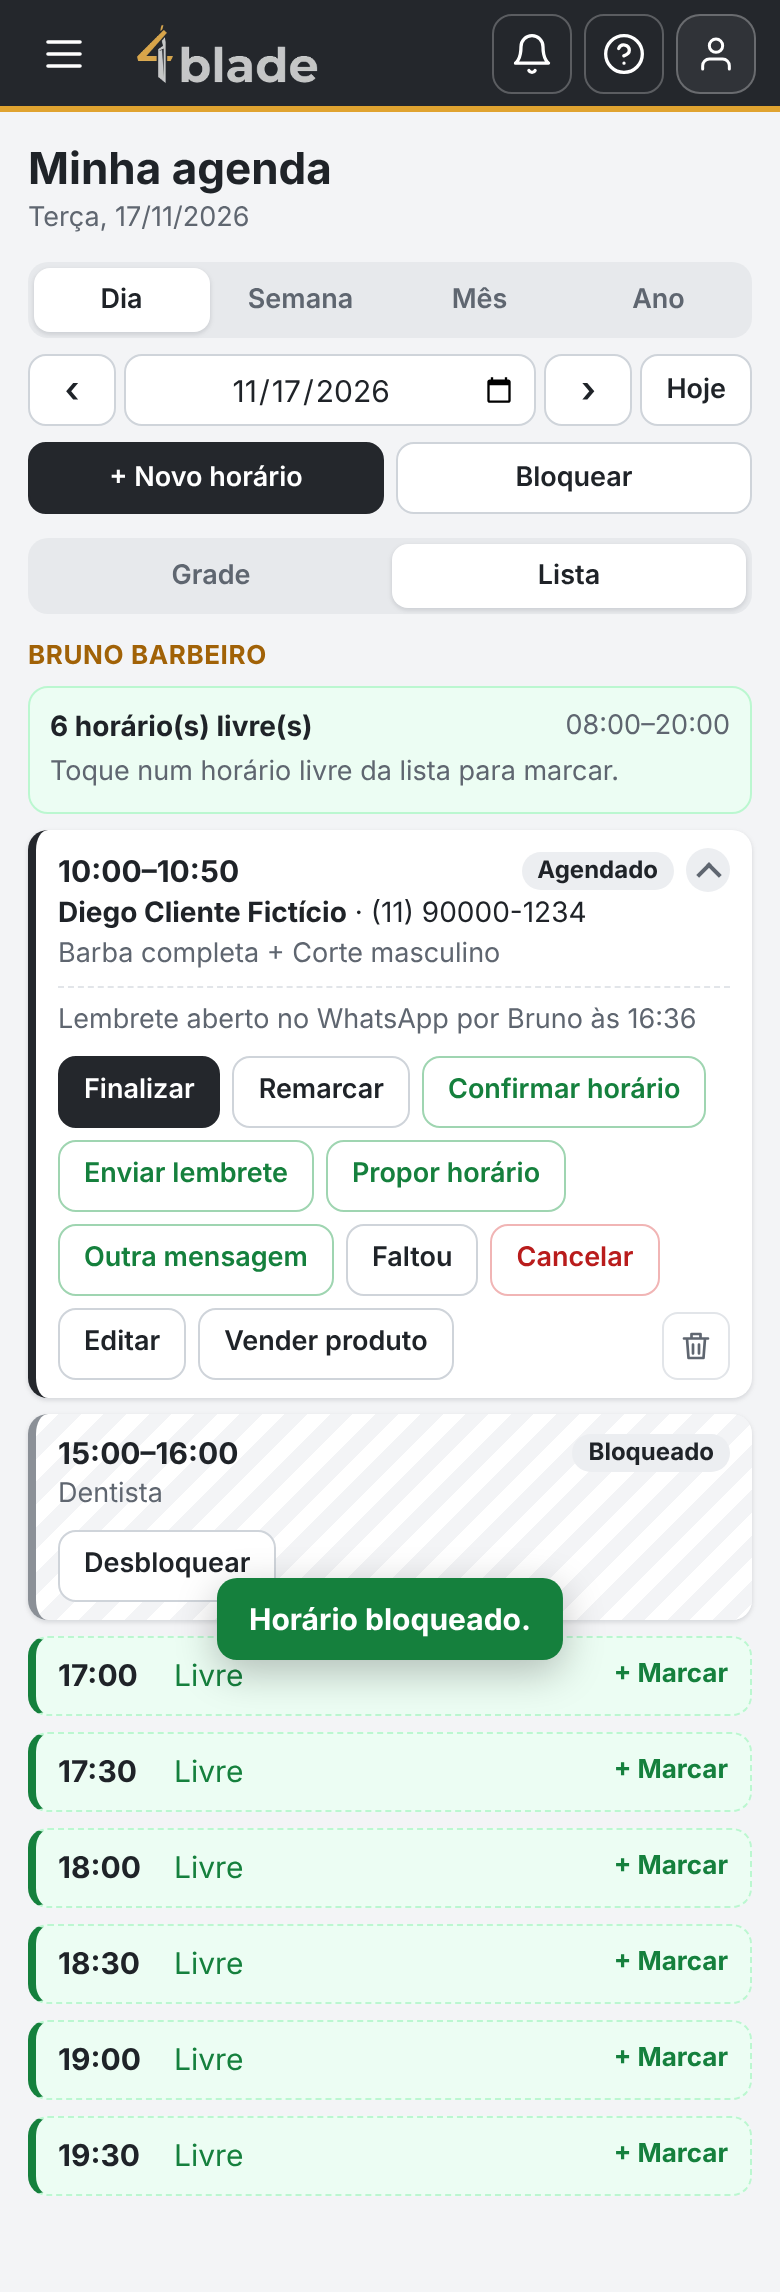 4blade
Minha agenda
Terça, 17/11/2026
Dia Semana Mês Ano
‹ 11/17/2026 › Hoje
+ Novo horário Bloquear
Grade Lista
BRUNO BARBEIRO
6 horário(s) livre(s) 08:00–20:00
Toque num horário livre da lista para marcar.
10:00–10:50 Agendado
Diego Cliente Fictício · (11) 90000-1234
Barba completa + Corte masculino
Lembrete aberto no WhatsApp por Bruno às 16:36
Finalizar Remarcar Confirmar horário
Enviar lembrete Propor horário
Outra mensagem Faltou Cancelar
Editar Vender produto
15:00–16:00 Bloqueado
Dentista
Desbloquear
Horário bloqueado.
17:00 Livre + Marcar
17:30 Livre + Marcar
18:00 Livre + Marcar
18:30 Livre + Marcar
19:00 Livre + Marcar
19:30 Livre + Marcar